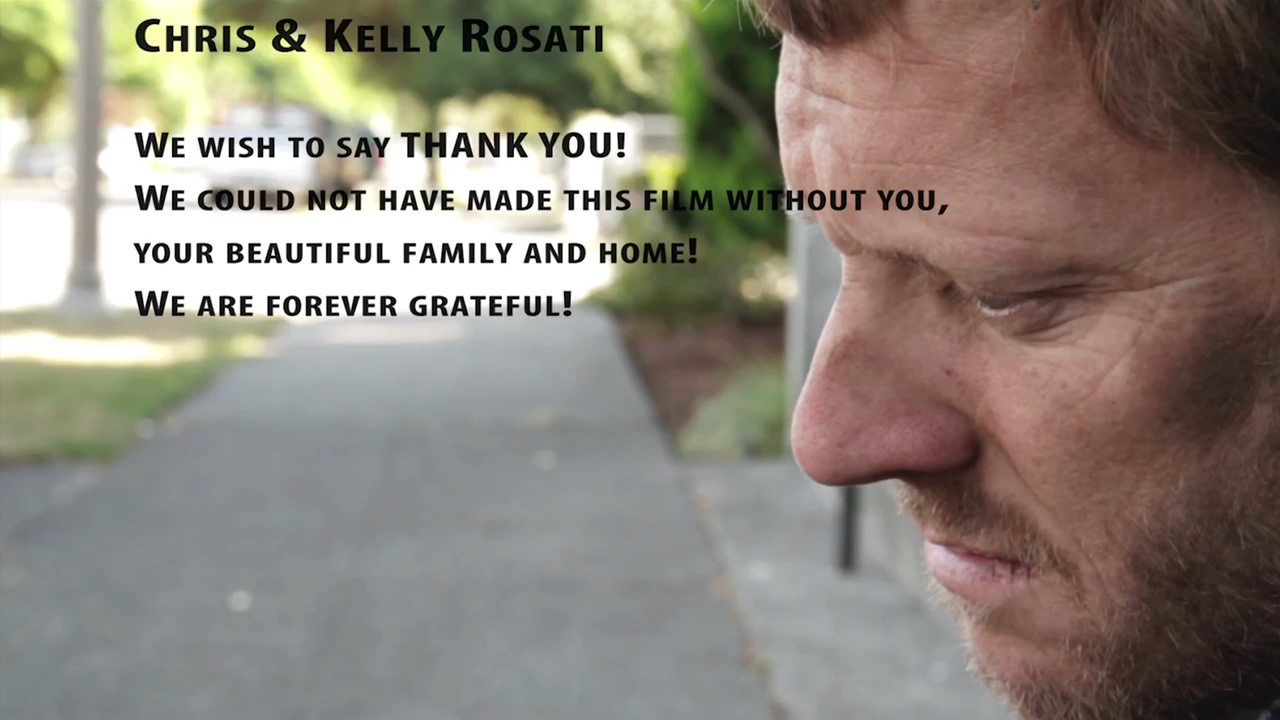 Chris & Kelly Rosati
We wish to say THANK YOU!
We could not have made this film without you,
your beautiful family and home!
We are forever grateful!